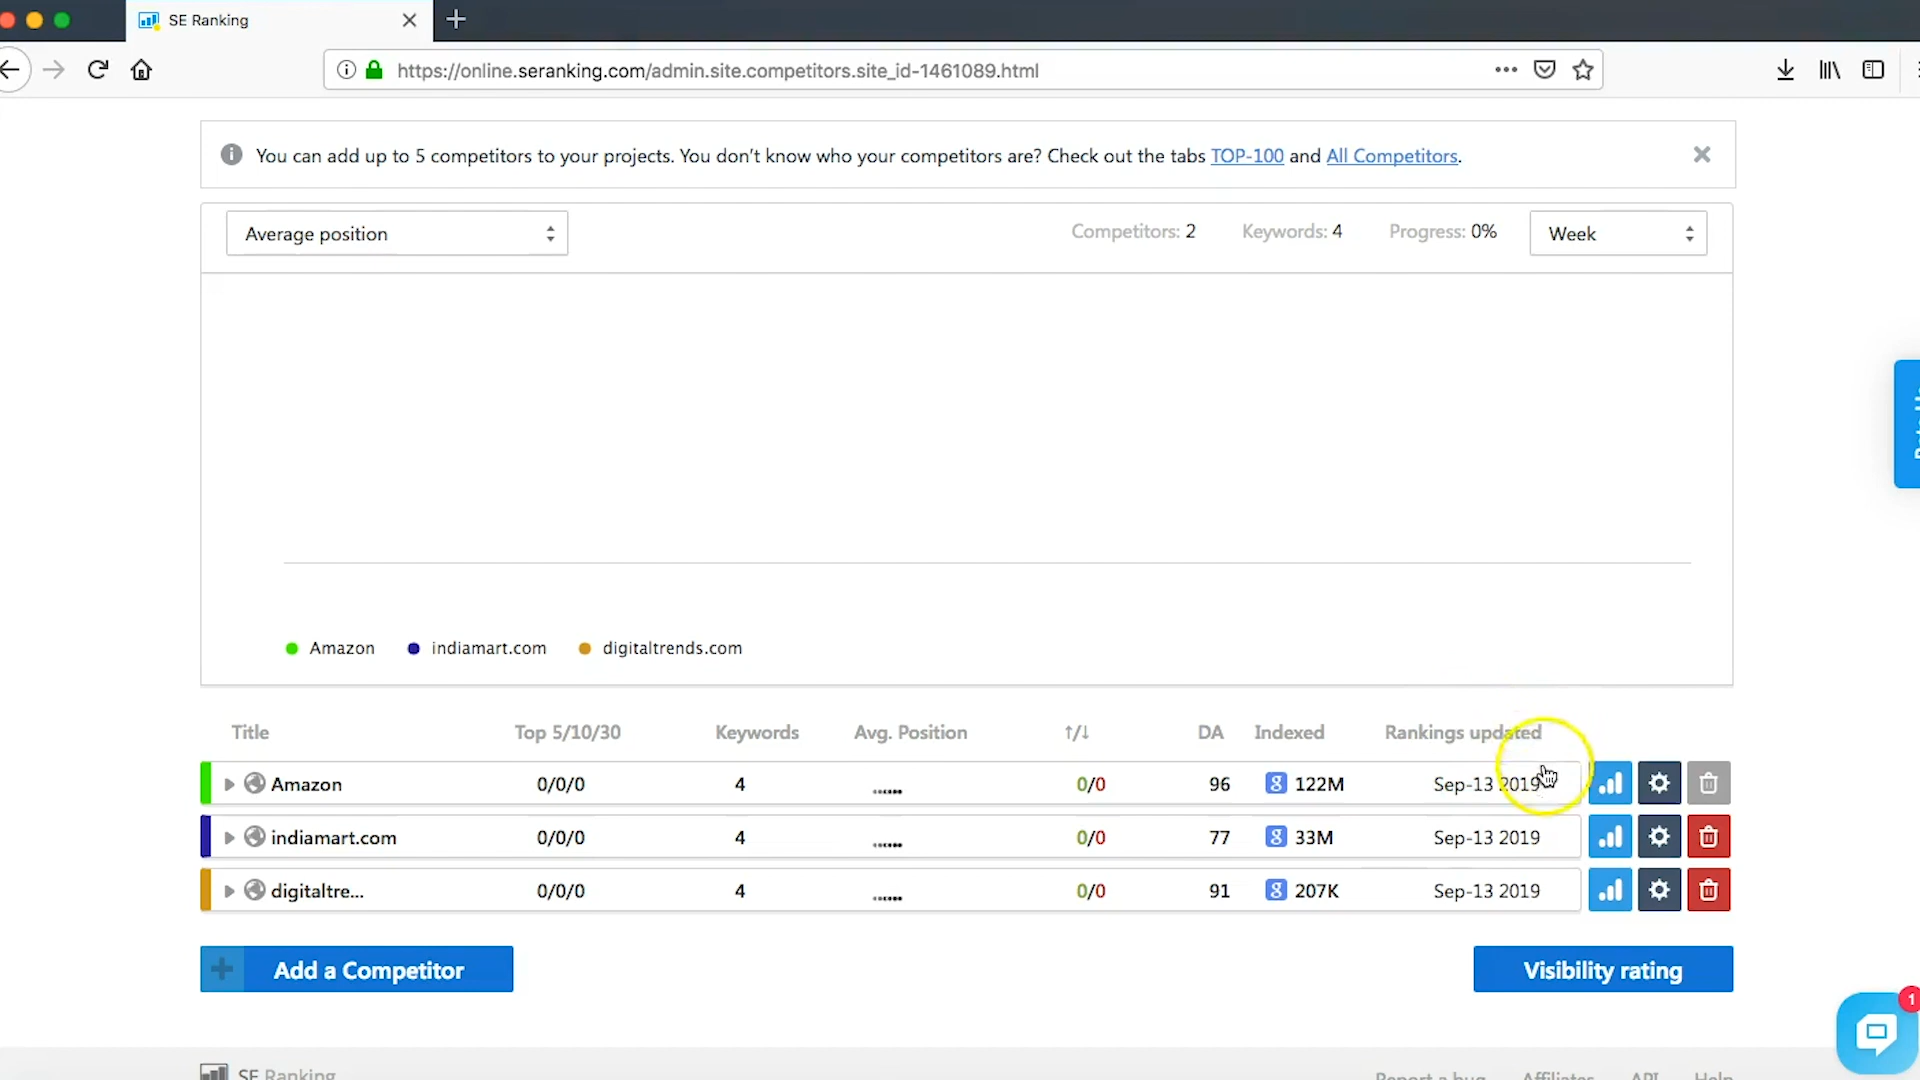 SE Ranking
https://online.seranking.com/admin.site.competitors.site_id-1461089.html
You can add up to 5 competitors to your projects. You don't know who your competitors are? Check out the tabs TOP-100 and All Competitors.
Average position
Competitors: 2
Keywords: 4
Progress: 0%
Week
Amazon
indiamart.com
digitaltrends.com
Title Top 5/10/30 Keywords Avg. Position ↑/↓ DA Indexed Rankings updated
Amazon 0/0/0 4 0/0 96 g 122M Sep-13 2019
indiamart.com 0/0/0 4 0/0 77 g 33M Sep-13 2019
digitaltre... 0/0/0 4 0/0 91 g 207K Sep-13 2019
Add a Competitor
Visibility rating
1
SE Ranking
Report a bug Affiliates API Help